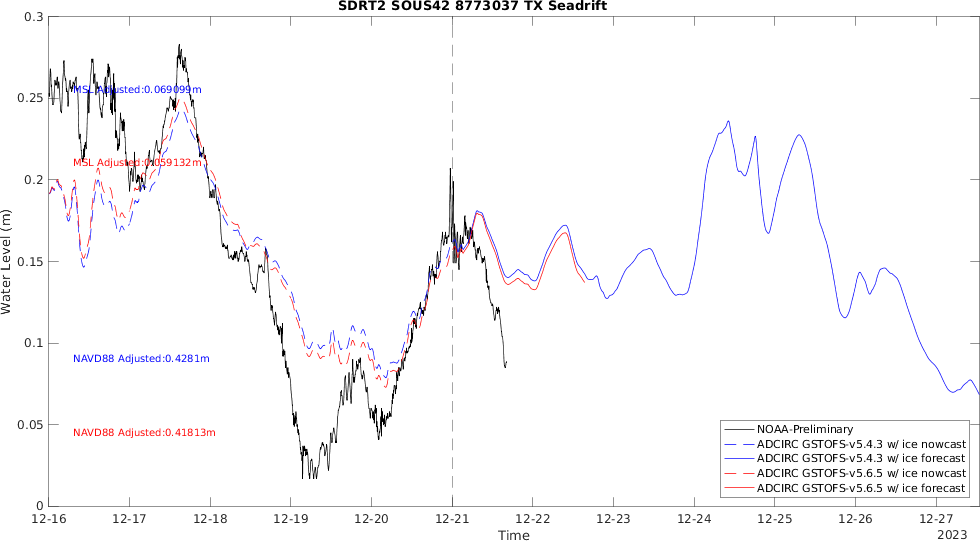 SDRT2 SOUS42 8773037 TX Seadrift
0.3
0.25
0.2
0.15
0.1
0.05
0
Water Level (m)
MSL Adjusted:0.069099m
MSL Adjusted:0.059132m
NAVD88 Adjusted:0.4281m
NAVD88 Adjusted:0.41813m
NOAA-Preliminary
ADCIRC GSTOFS-v5.4.3 w/ ice nowcast
ADCIRC GSTOFS-v5.4.3 w/ ice forecast
ADCIRC GSTOFS-v5.6.5 w/ ice nowcast
ADCIRC GSTOFS-v5.6.5 w/ ice forecast
12-16 12-17 12-18 12-19 12-20 12-21 12-22 12-23 12-24 12-25 12-26 12-27
Time
2023